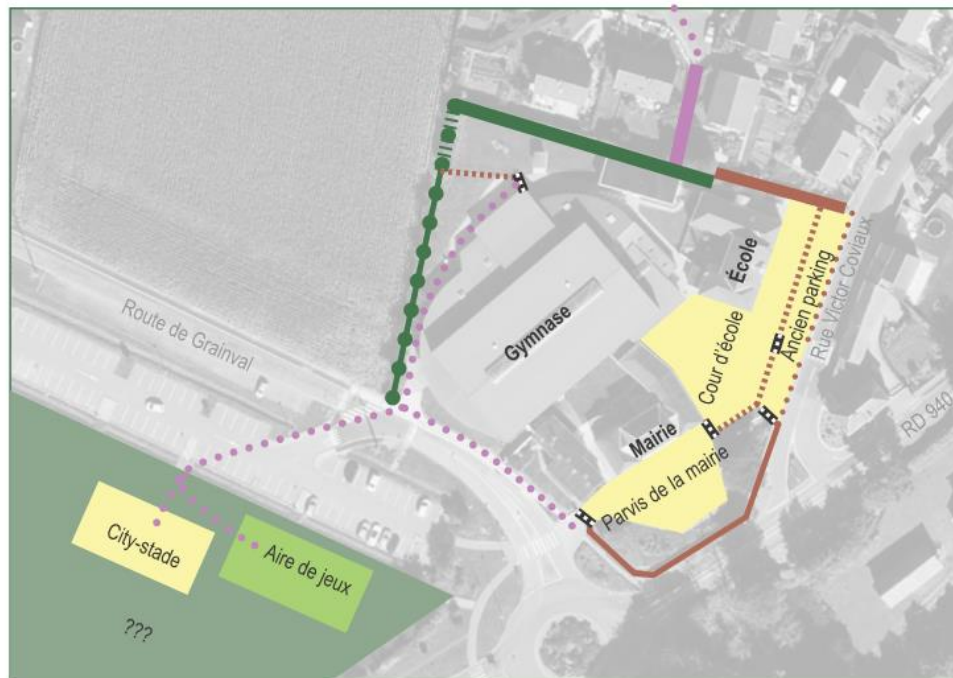 École
Ancien parking
Rue Victor Coviaux
Route de Grainval
Gymnase
Cour d'école
RD 940
Mairie
Parvis de la mairie
City-stade
Aire de jeux
???